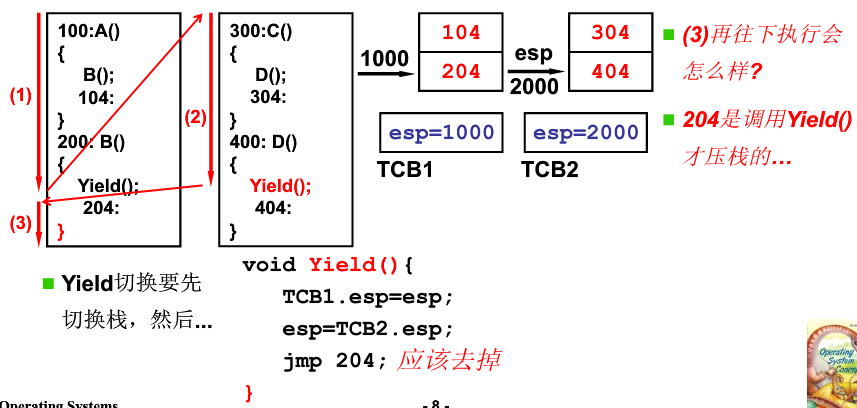 100:A()
{
B();
104:
}
200: B()
{
Yield();
204:
}
(1)
(3)
300:C()
{
D();
304:
}
400: D()
{
Yield();
404:
}
(2)
1000
104
204
esp
2000
304
404
esp=1000
TCB1
esp=2000
TCB2
(3)再往下执行会
怎么样?
204是调用Yield()
才压栈的...
Yield切换要先
切换栈，然后...
void Yield(){
TCB1.esp=esp;
esp=TCB2.esp;
jmp 204; 应该去掉
}
Operating
System
Operating Systems
- 8 -